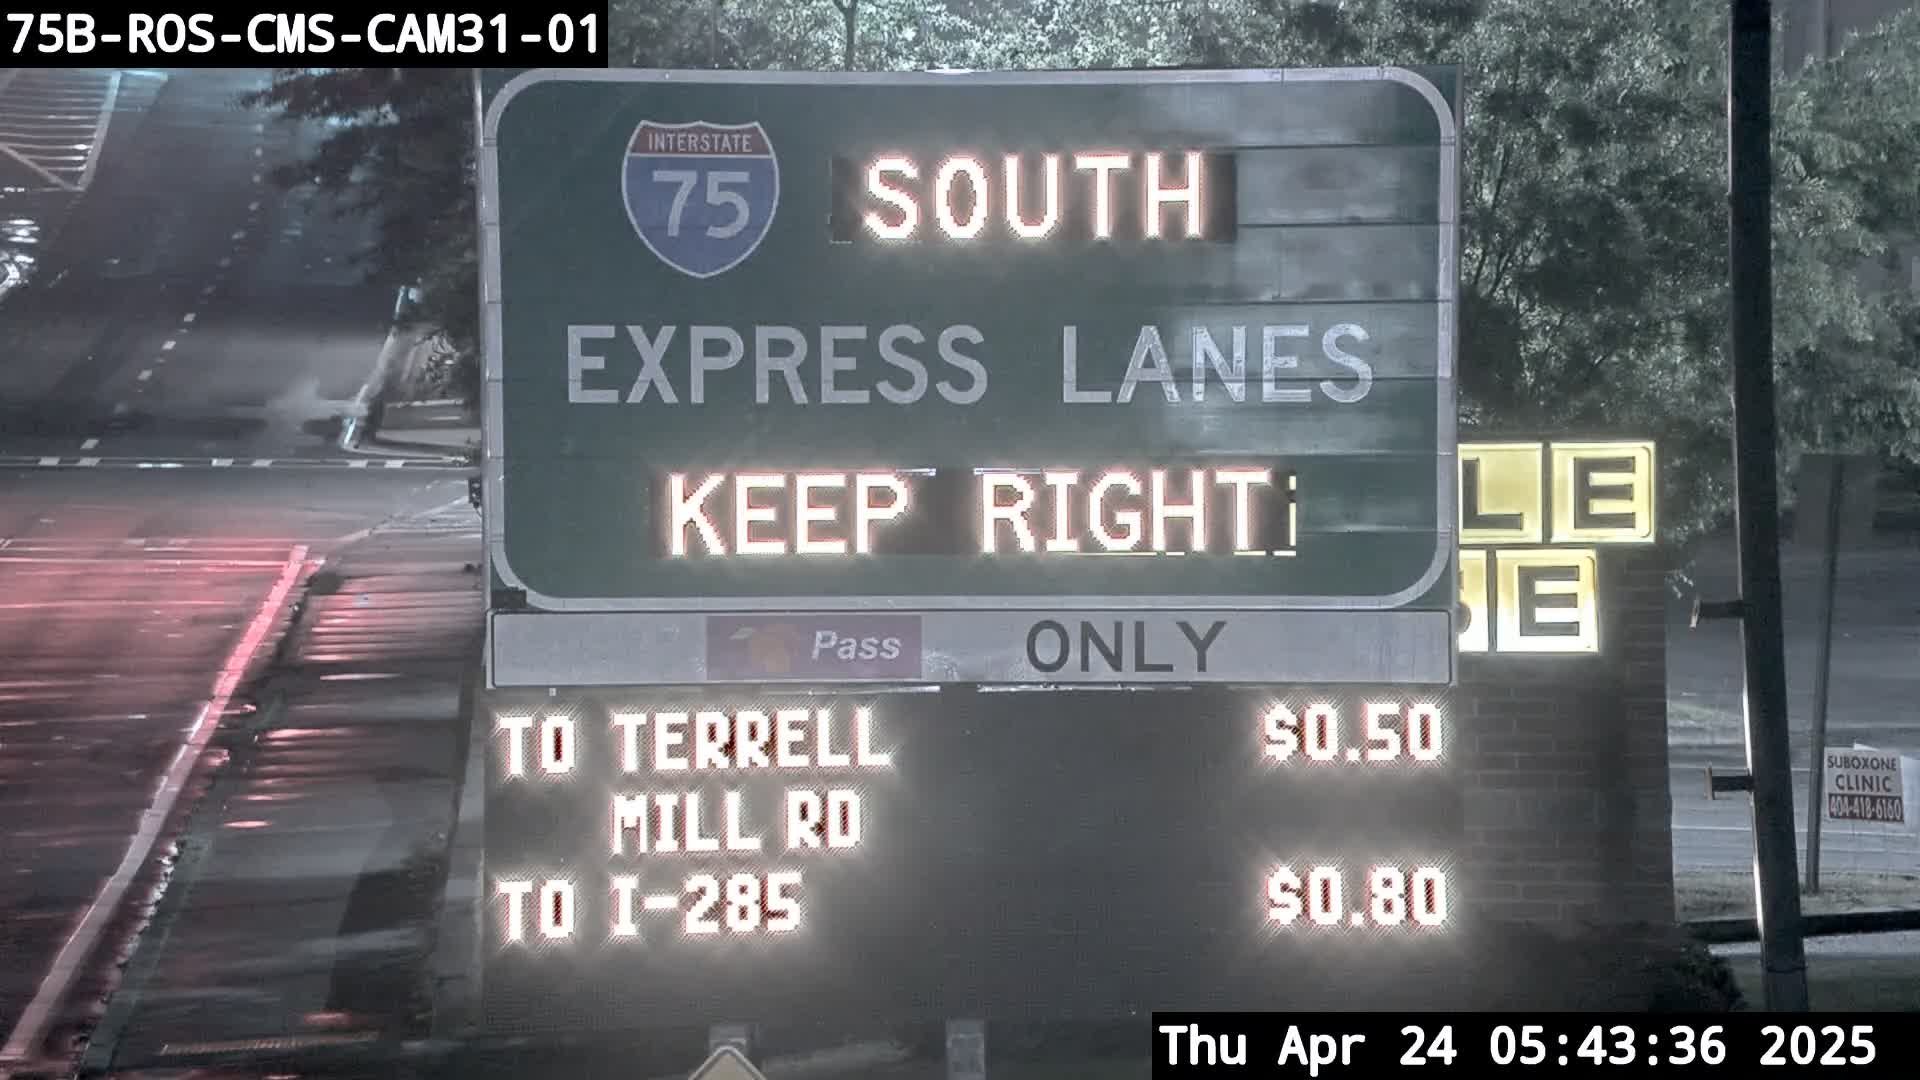 75B-ROS-CMS-CAM31-01
INTERSTATE
75
SOUTH
EXPRESS LANES
KEEP RIGHT
Pass ONLY
TO TERRELL $0.50
MILL RD
TO I-285 $0.80
LE
E
SUBOXONE
CLINIC
404-418-6160
Thu Apr 24 05:43:36 2025